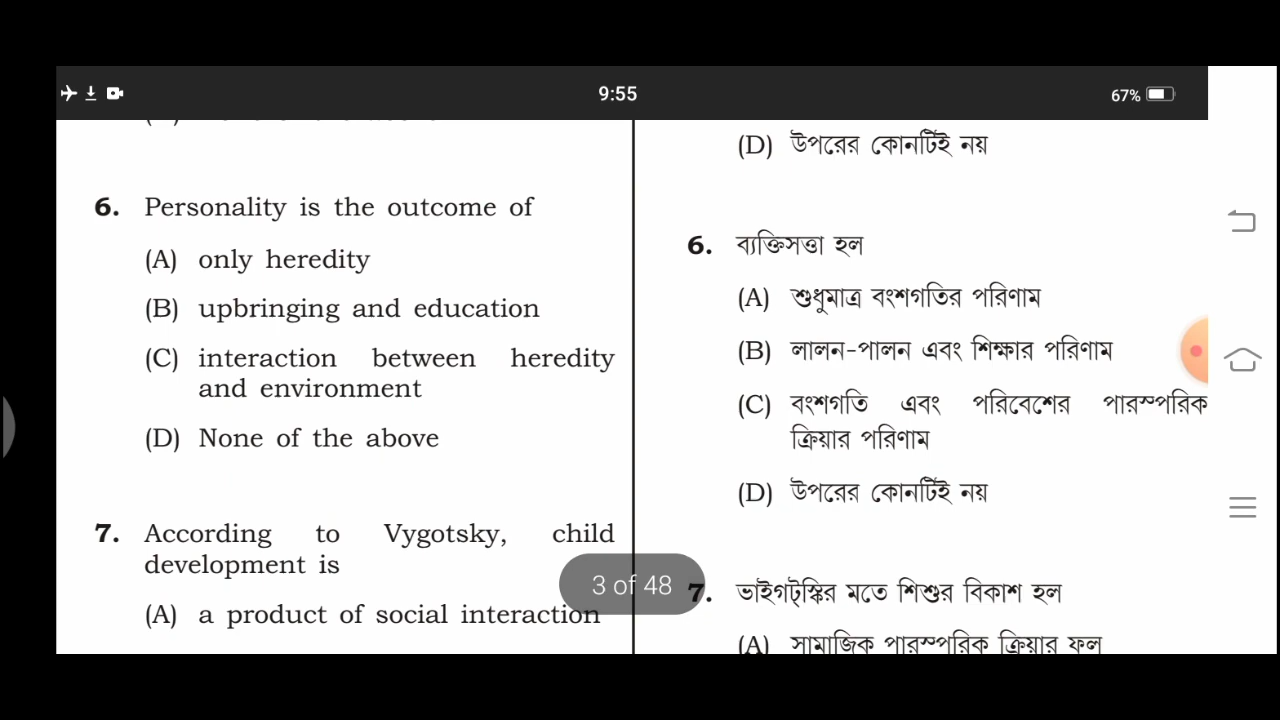 9:55
67%
6. Personality is the outcome of
(A) only heredity
(B) upbringing and education
(C) interaction between heredity
and environment
(D) None of the above
7. According to Vygotsky, child
development is
(A) a product of social interaction
3 of 48
(D) উপরের কোনটিই নয়
6. ব্যক্তিসত্তা হল
(A) শুধুমাত্র বংশগতির পরিণাম
(B) লালন-পালন এবং শিক্ষার পরিণাম
(C) বংশগতি এবং পরিবেশের পারস্পরিক
ক্রিয়ার পরিণাম
(D) উপরের কোনটিই নয়
7. ভাইগট্‌স্কির মতে শিশুর বিকাশ হল
(A) সামাজিক পারস্পরিক ক্রিয়ার ফল